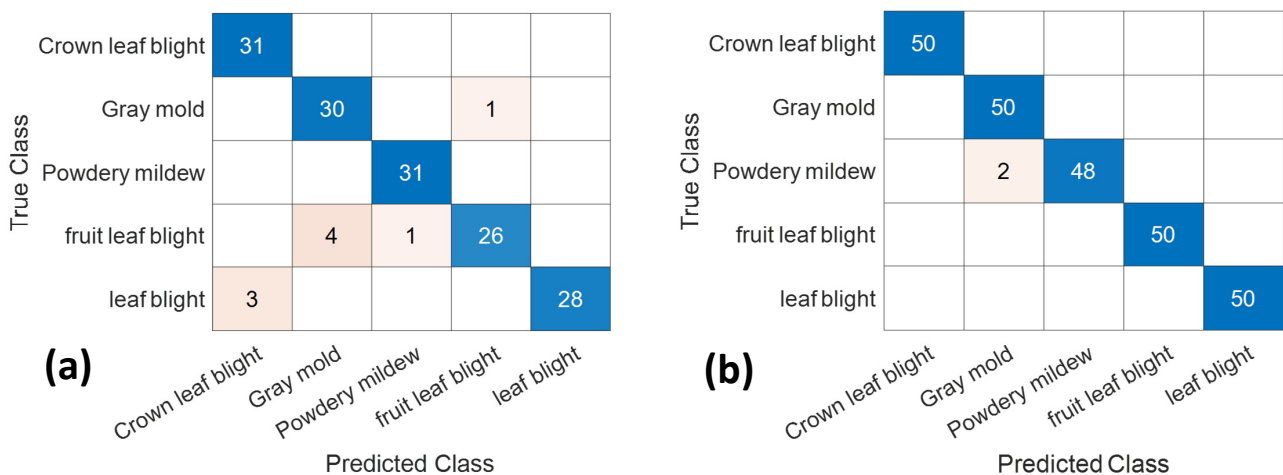 Crown leaf blight 31
Gray mold 30 1
Powdery mildew 31
fruit leaf blight 4 1 26
leaf blight 3 28
Crown leaf blight
Gray mold
Powdery mildew
fruit leaf blight
leaf blight
True Class
Predicted Class
(a)
Crown leaf blight 50
Gray mold 50
Powdery mildew 2 48
fruit leaf blight 50
leaf blight 50
Crown leaf blight
Gray mold
Powdery mildew
fruit leaf blight
leaf blight
True Class
Predicted Class
(b)